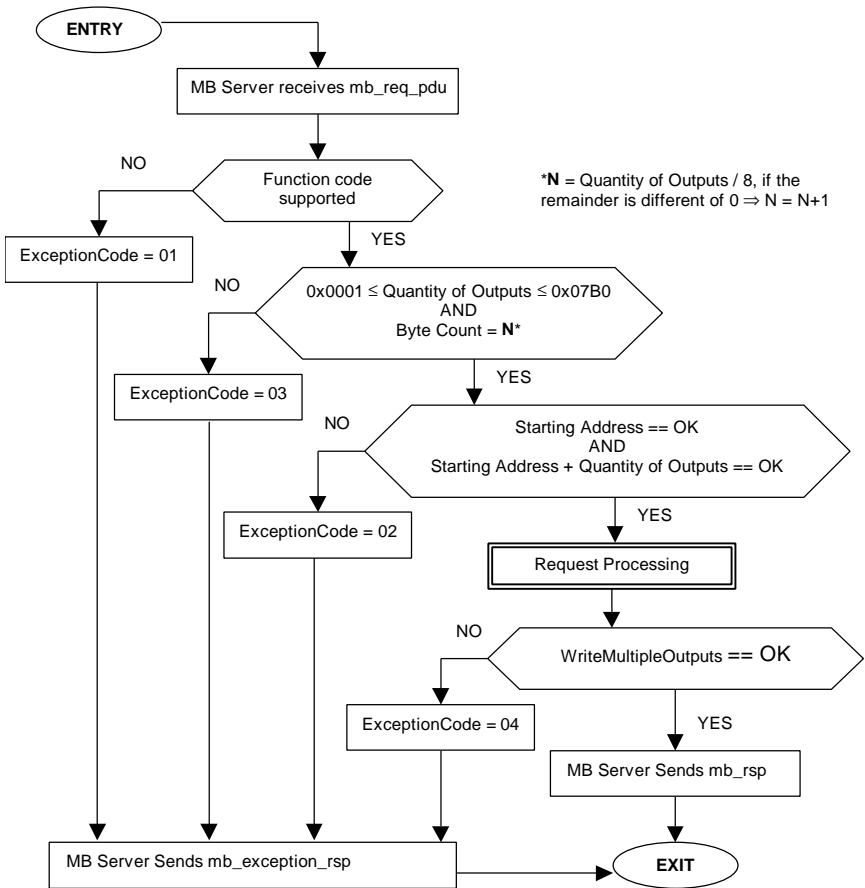 ENTRY
MB Server receives mb_req_pdu
NO
Function code
supported
*N = Quantity of Outputs / 8, if the
remainder is different of 0 ⇒ N = N+1
YES
ExceptionCode = 01
NO
0x0001 ≤ Quantity of Outputs ≤ 0x07B0
AND
Byte Count = N*
YES
ExceptionCode = 03
NO
Starting Address == OK
AND
Starting Address + Quantity of Outputs == OK
YES
ExceptionCode = 02
Request Processing
NO
WriteMultipleOutputs == OK
YES
ExceptionCode = 04
MB Server Sends mb_rsp
MB Server Sends mb_exception_rsp
EXIT